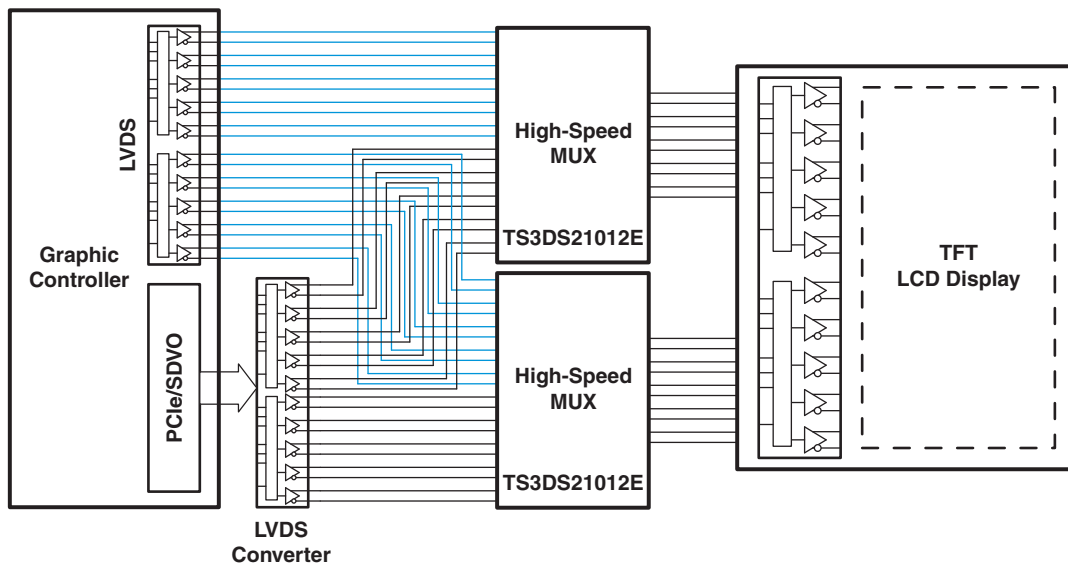 LVDS
Graphic
Controller
PCIe/SDVO
LVDS
Converter
High-Speed
MUX
TS3DS21012E
High-Speed
MUX
TS3DS21012E
TFT
LCD Display